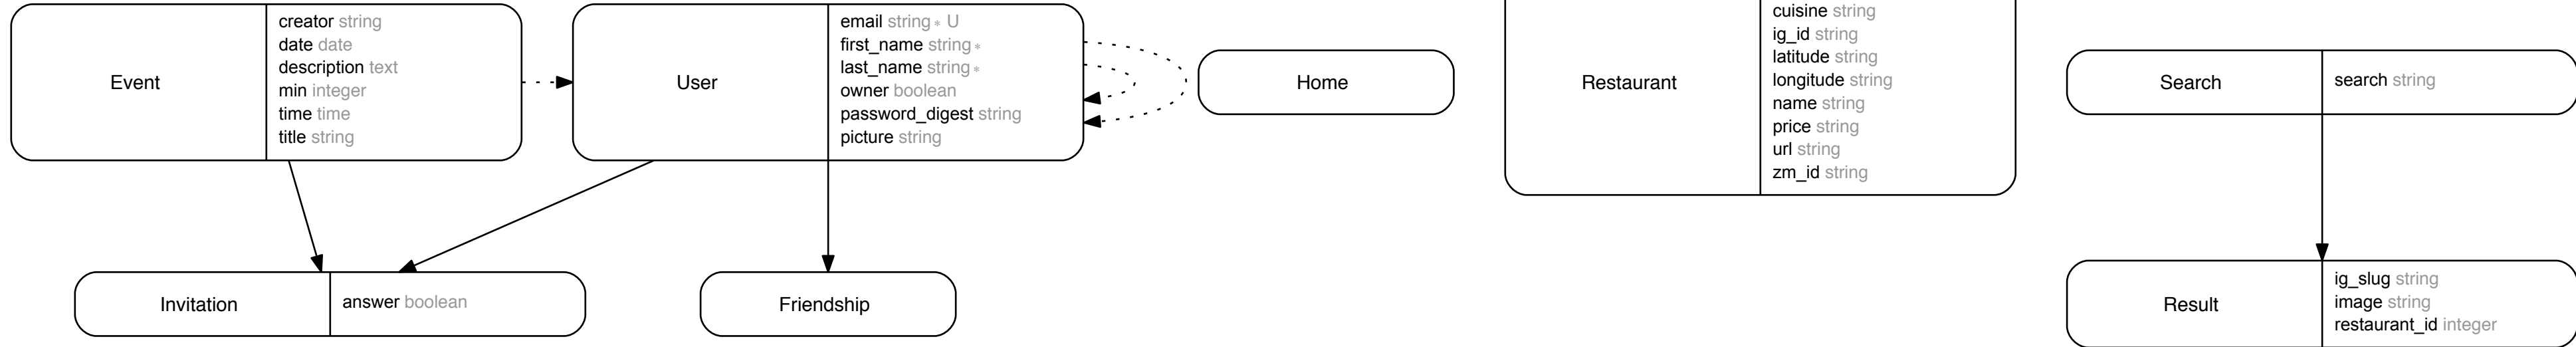 Event
creator string
date date
description text
min integer
time time
title string
User
email string * U
first_name string *
last_name string *
owner boolean
password_digest string
picture string
Home
Restaurant
cuisine string
ig_id string
latitude string
longitude string
name string
price string
url string
zm_id string
Search
search string
Invitation
answer boolean
Friendship
Result
ig_slug string
image string
restaurant_id integer